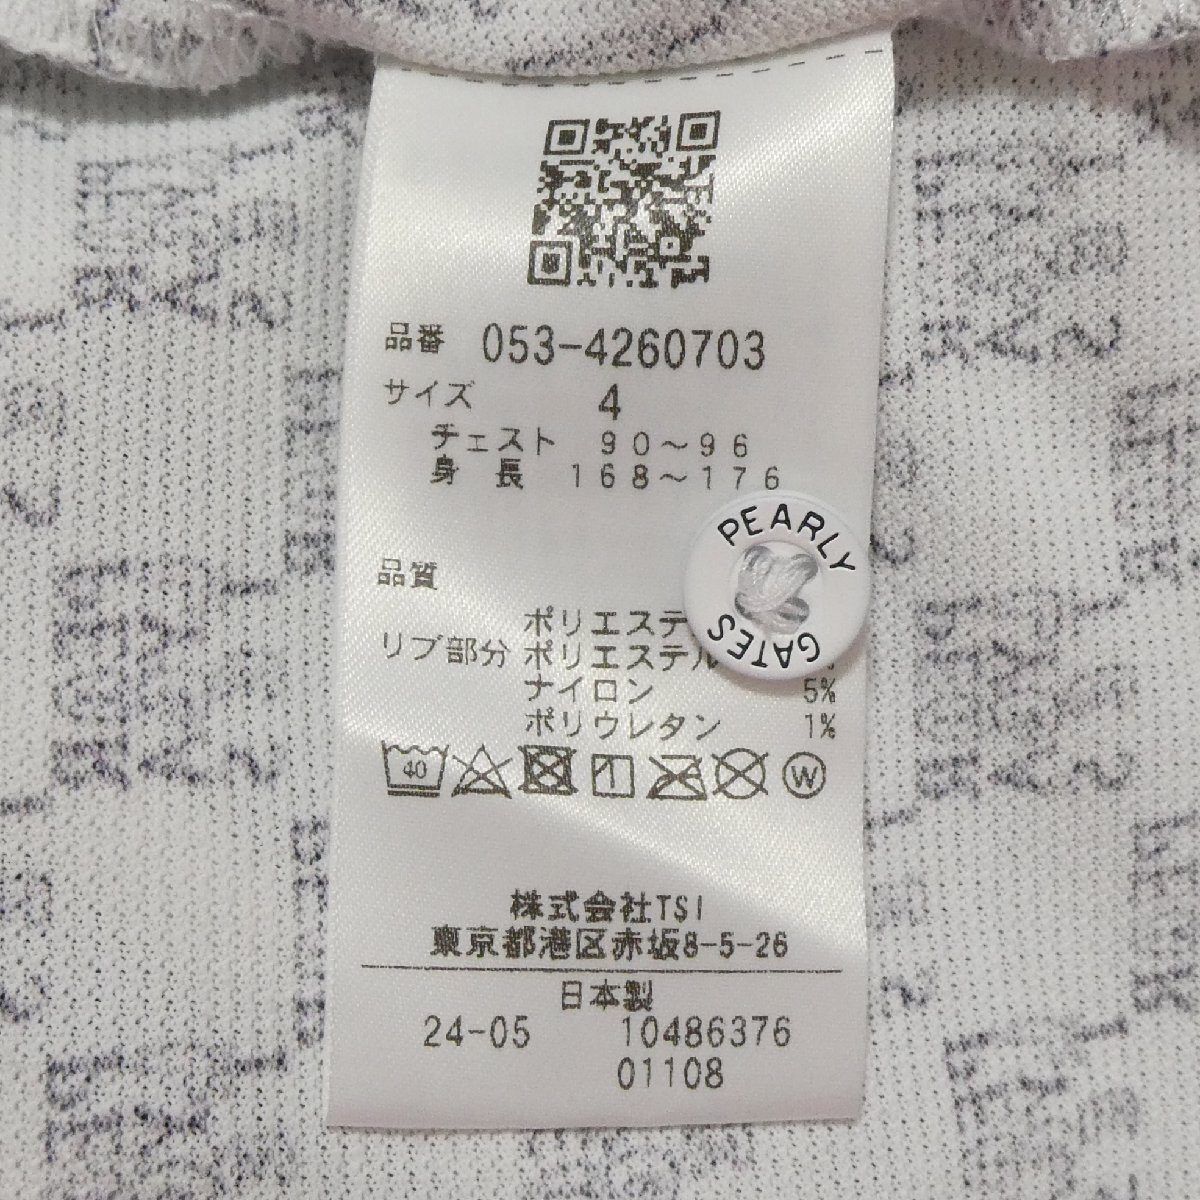 品番 053-4260703
サイズ 4
チェスト 90～96
身 長 168～176
PEARLY
GATES
品質
ポリエステ
リブ部分 ポリエステル
ナイロン 5%
ポリウレタン 1%
40
W
株式会社TSI
東京都港区赤坂8-5-26
日本製
24-05 10486376
01108